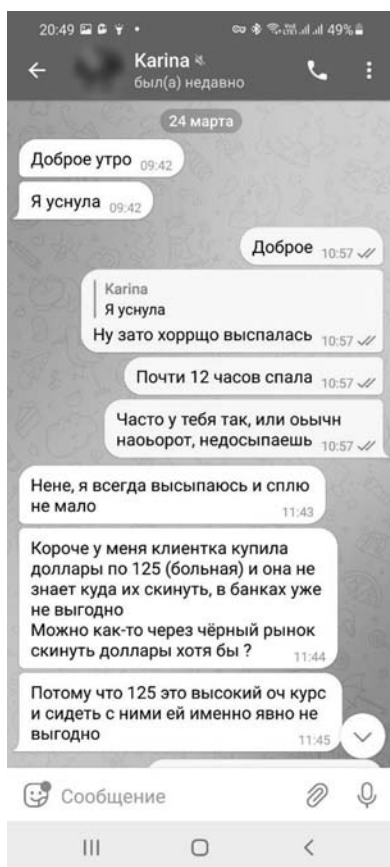 20:49
49%
Karina
был(а) недавно
24 марта
Доброе утро 09:42
Я уснула 09:42
Доброе 10:57
Karina
Я уснула
Ну зато хоррщо выспалась 10:57
Почти 12 часов спала 10:57
Часто у тебя так, или оьычн
наоьорот, недосыпаешь 10:57
Нене, я всегда высыпаюсь и сплю
не мало 11:43
Короче у меня клиентка купила
доллары по 125 (больная) и она не
знает куда их скинуть, в банках уже
не выгодно
Можно как-то через чёрный рынок
скинуть доллары хотя бы ? 11:44
Потому что 125 это высокий оч курс
и сидеть с ними ей именно явно не
выгодно 11:45
Сообщение